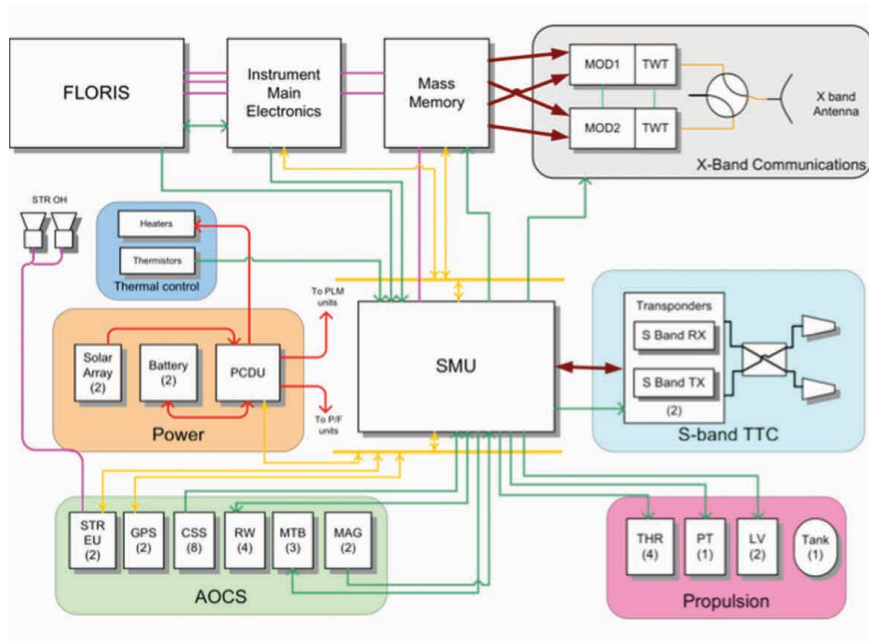 FLORIS
Instrument
Main
Electronics
Mass
Memory
MOD1
TWT
MOD2
TWT
X band
Antenna
X-Band Communications
STR OH
Heaters
Thermistors
Thermal control
To PLM
units
Solar
Array
(2)
Battery
(2)
PCDU
To P/F
units
Power
SMU
Transponders
S Band RX
S Band TX
(2)
S-band TTC
STR
EU
(2)
GPS
(2)
CSS
(8)
RW
(4)
MTB
(3)
MAG
(2)
AOCS
THR
(4)
PT
(1)
LV
(2)
Tank
(1)
Propulsion